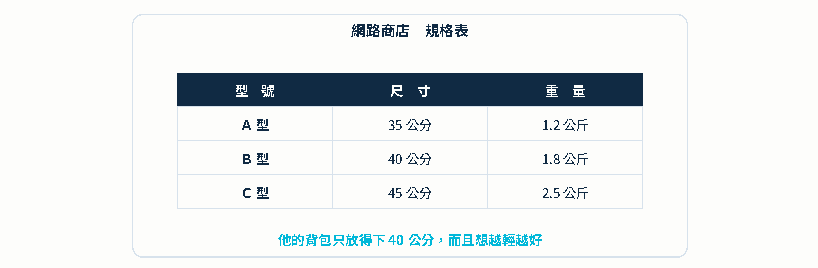 網路商店　規格表
型　號　尺　寸　重　量
A 型　35 公分　1.2 公斤
B 型　40 公分　1.8 公斤
C 型　45 公分　2.5 公斤
他的背包只放得下 40 公分，而且想越輕越好